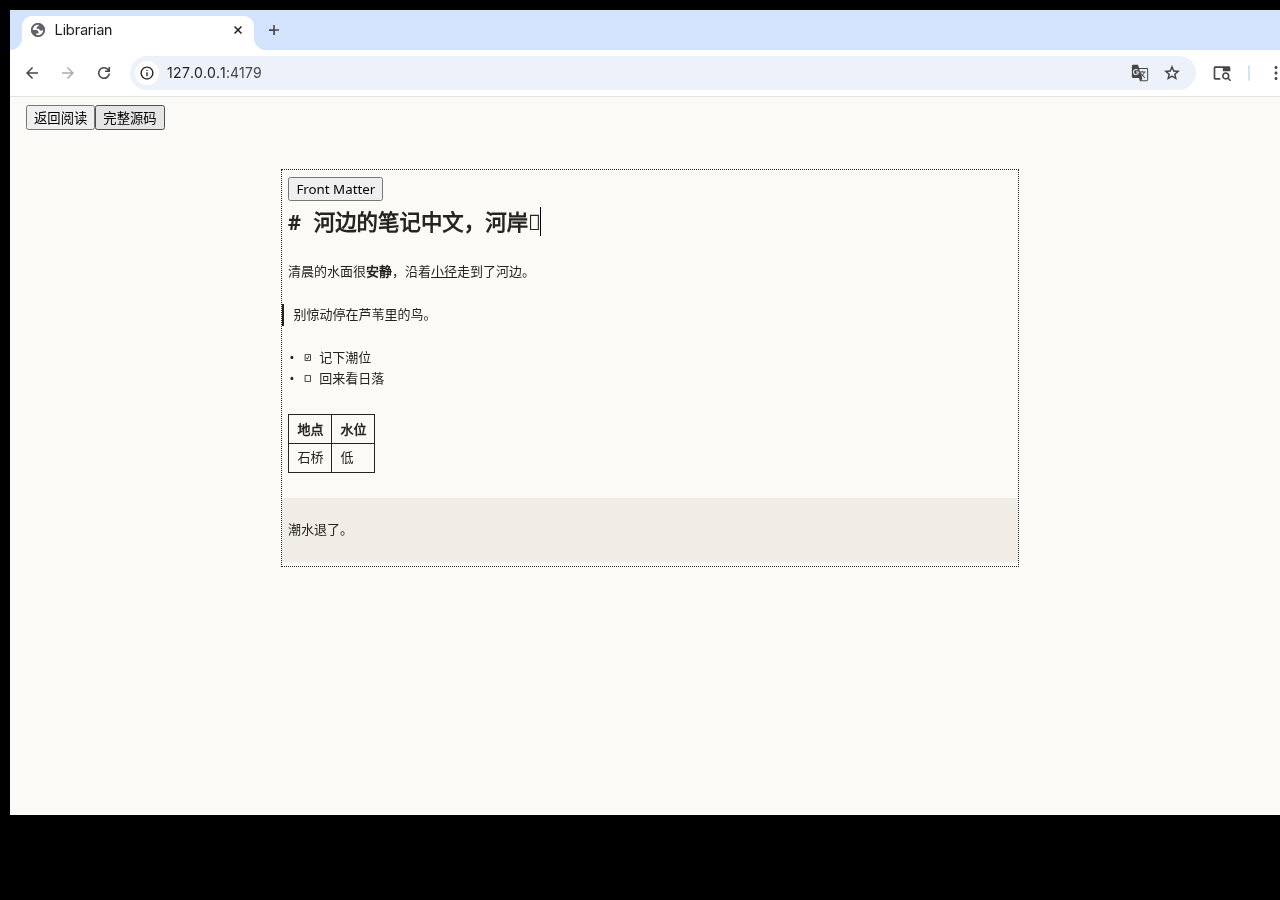 Librarian
127.0.0.1:4179
返回阅读 完整源码
Front Matter
# 河边的笔记中文，河岸
清晨的水面很安静，沿着小径走到了河边。
别惊动停在芦苇里的鸟。
• ☑ 记下潮位
• ☐ 回来看日落
地点 水位
石桥 低
潮水退了。